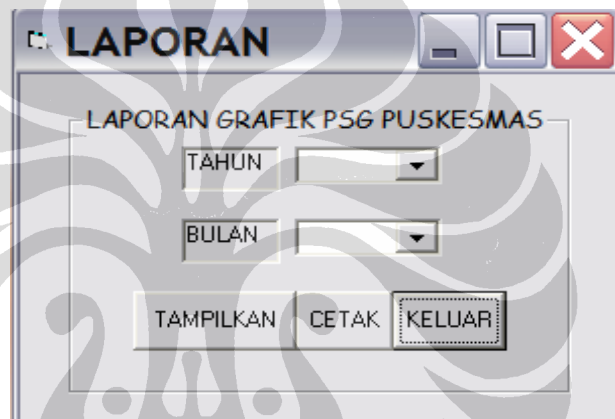 LAPORAN
LAPORAN GRAFIK PSG PUSKESMAS
TAHUN
BULAN
TAMPILKAN CETAK KELUAR